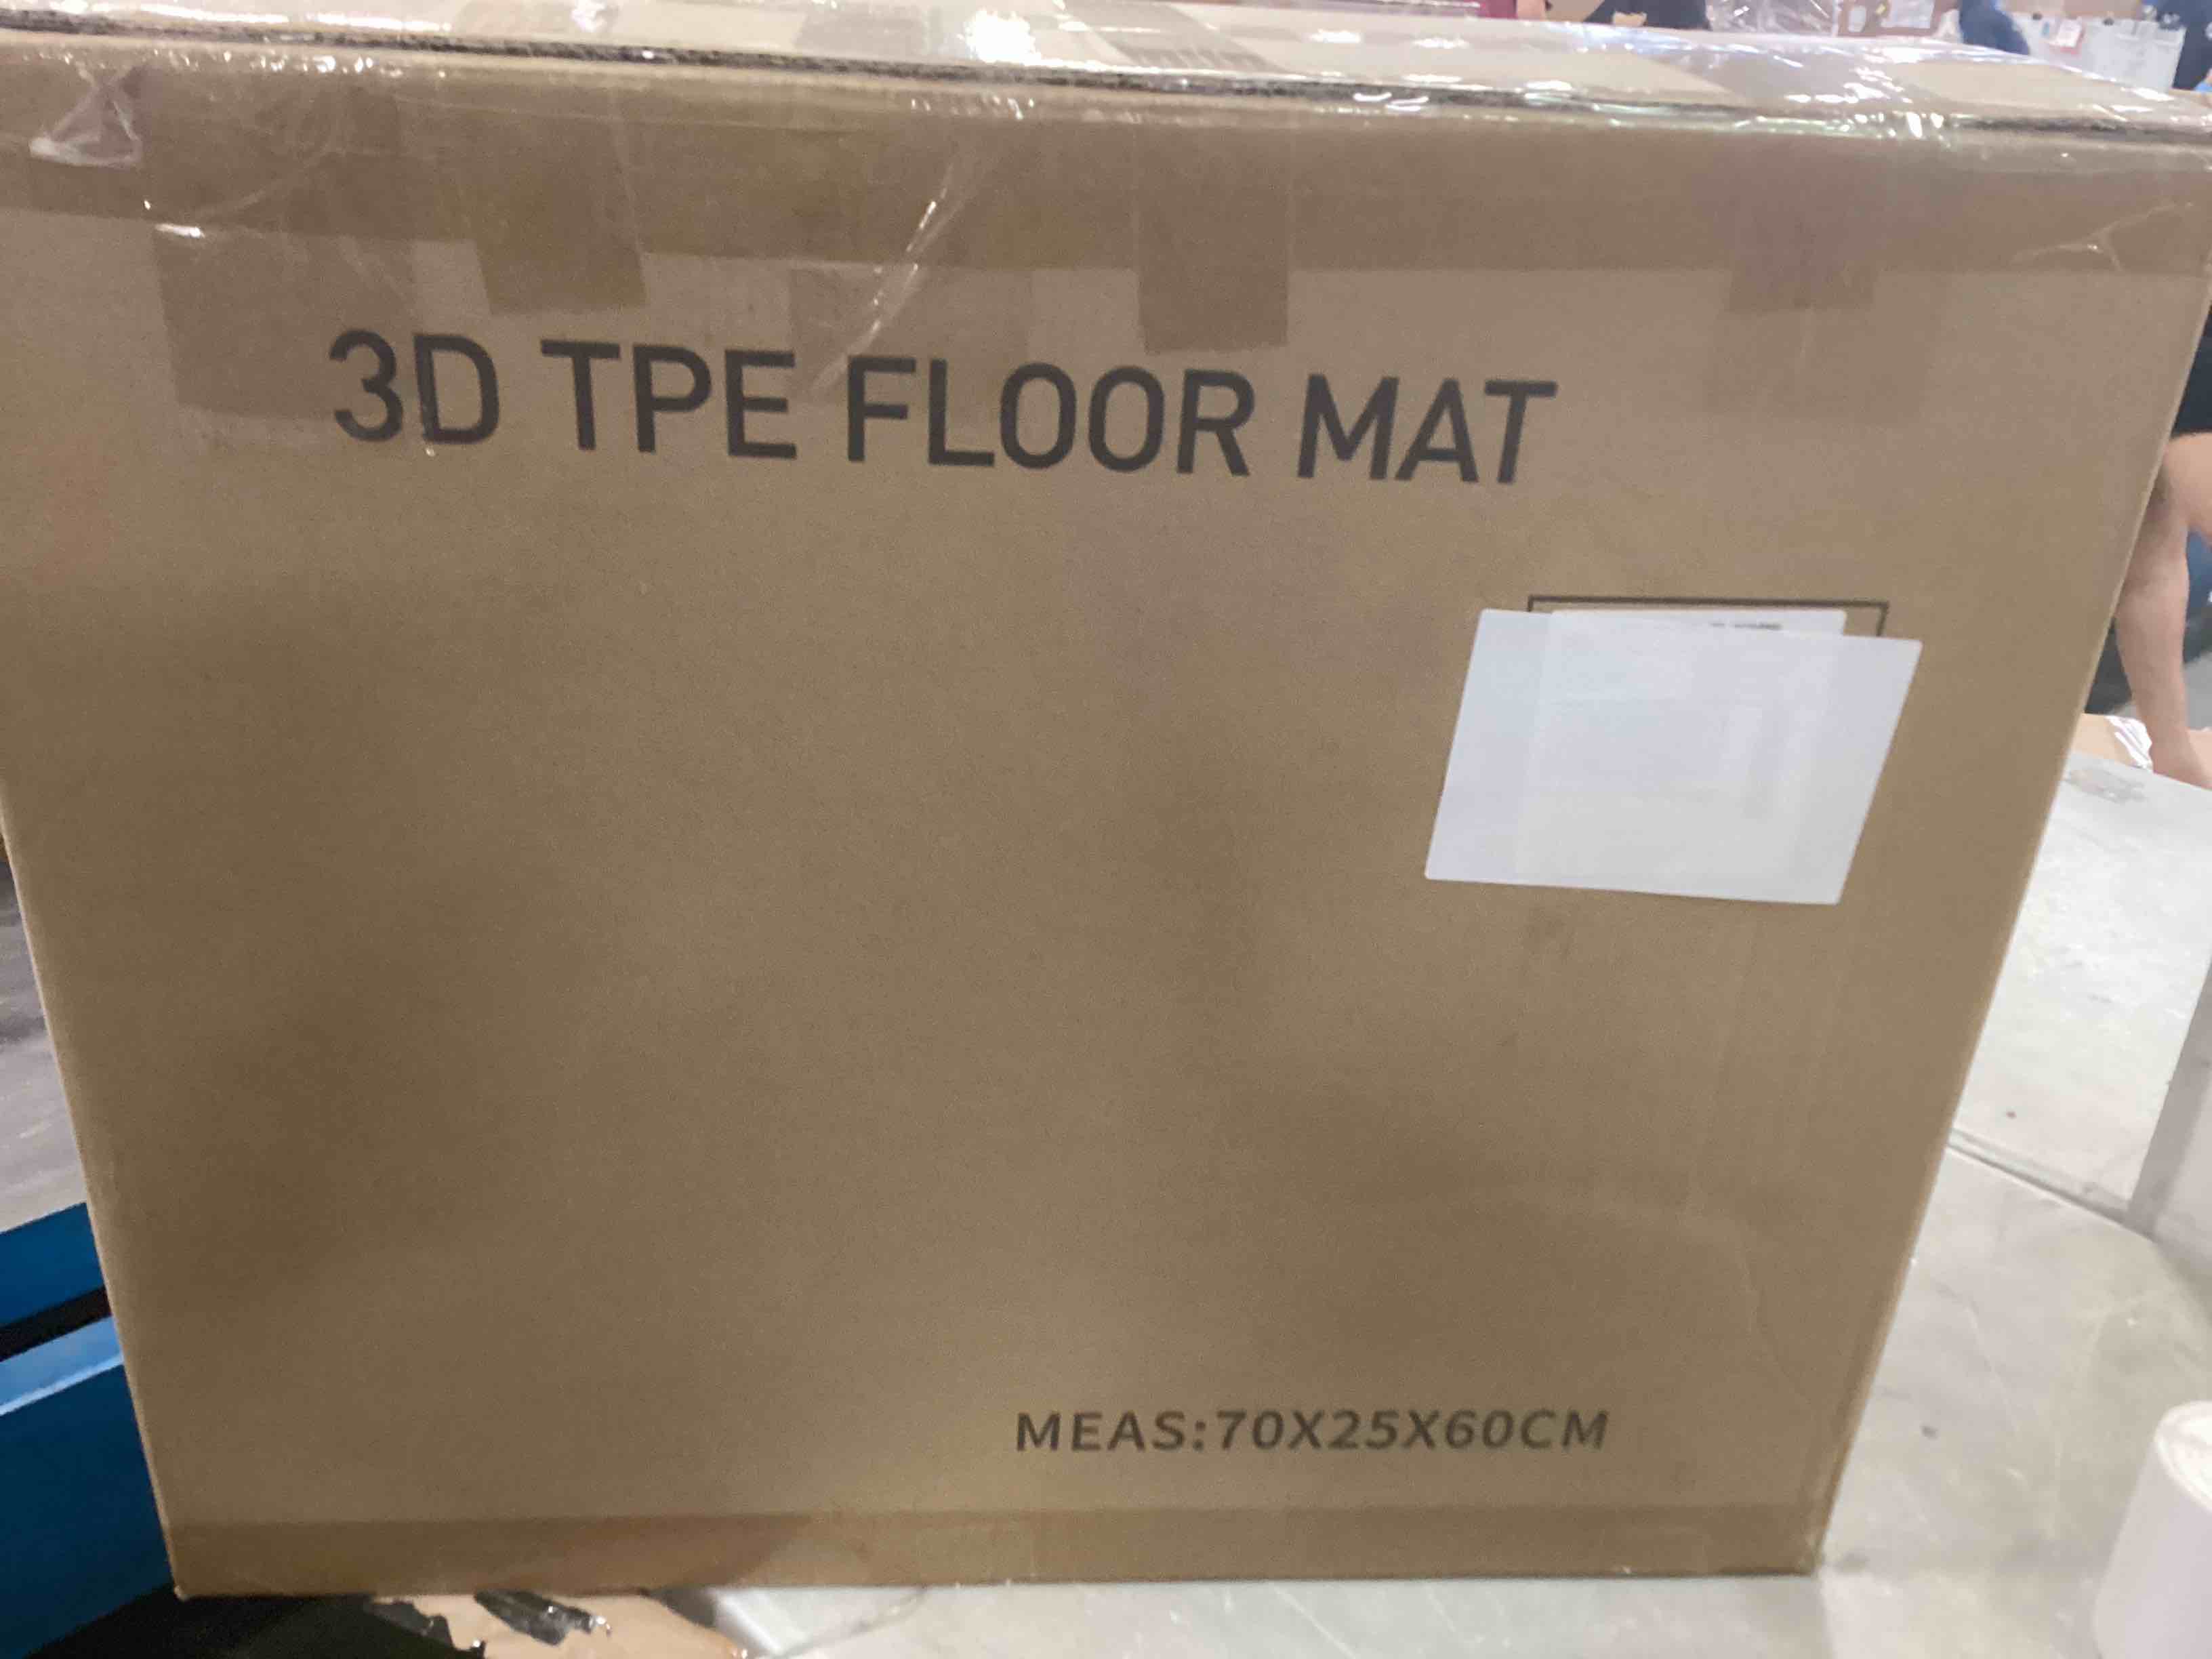 3D TPE FLOOR MAT
MEAS:70X25X60CM